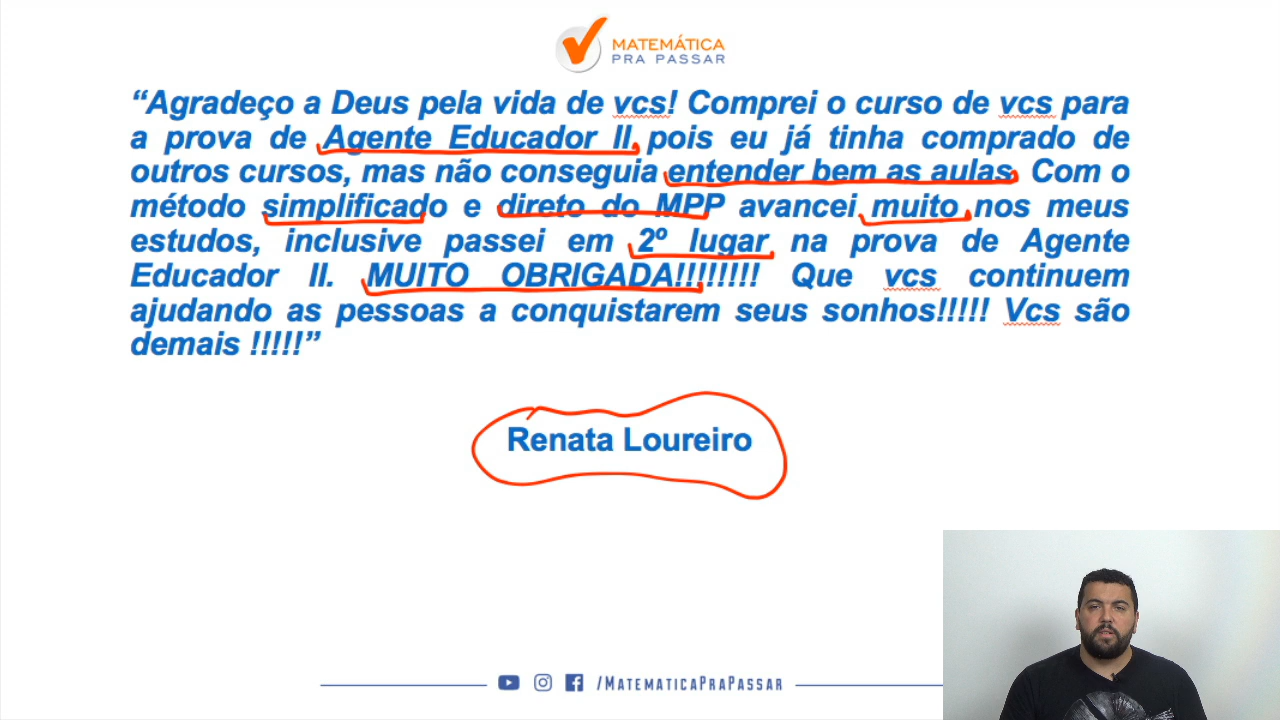 MATEMÁTICA
PRA PASSAR
“Agradeço a Deus pela vida de vcs! Comprei o curso de vcs para
a prova de Agente Educador II, pois eu já tinha comprado de
outros cursos, mas não conseguia entender bem as aulas. Com o
método simplificado e direto do MPP avancei muito nos meus
estudos, inclusive passei em 2º lugar na prova de Agente
Educador II. MUITO OBRIGADA!!!!!!!! Que vcs continuem
ajudando as pessoas a conquistarem seus sonhos!!!!! Vcs são
demais !!!!!”
Renata Loureiro
/MATEMATICAPRAPASSAR